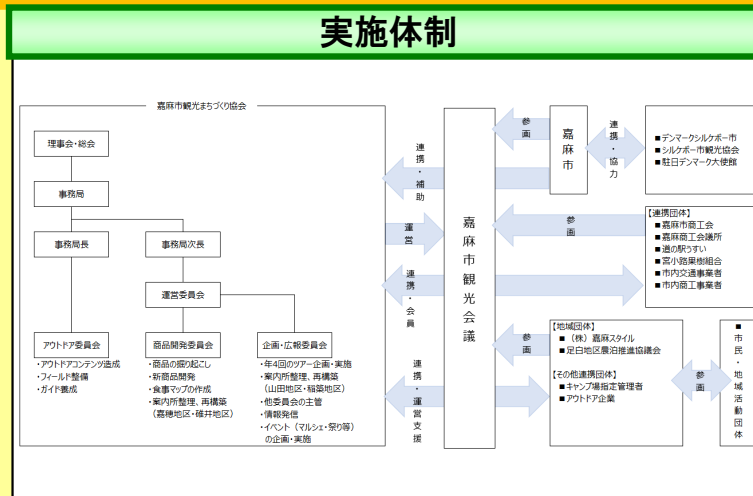 実施体制
嘉麻市観光まちづくり協会
理事会・総会
事務局
事務局長
事務局次長
運営委員会
アウトドア委員会
・アウトドアコンテンツ造成
・フィールド整備
・ガイド養成
商品開発委員会
・商品の掘り起こし
・新商品開発
・食事マップの作成
・案内所整理、再構築
(嘉穂地区・碓井地区)
企画・広報委員会
・年4回のツアー企画・実施
・案内所整理、再構築
(山田地区・稲築地区)
・他委員会の主管
・情報発信
・イベント(マルシェ・祭り等)
の企画・実施
連携・補助
運営
連携・会員
連携・運営支援
嘉麻市観光会議
参画
嘉麻市
連携・協力
■デンマークシルケボー市
■シルケボー市観光協会
■駐日デンマーク大使館
参画
【連携団体】
■嘉麻市商工会
■嘉麻商工会議所
■道の駅うすい
■宮小路果樹組合
■市内交通事業者
■市内商工事業者
参画
【地域団体】
■(株)嘉麻スタイル
■足白地区農泊推進協議会
【その他連携団体】
■キャンプ場指定管理者
■アウトドア企業
参画
■市民・地域活動団体